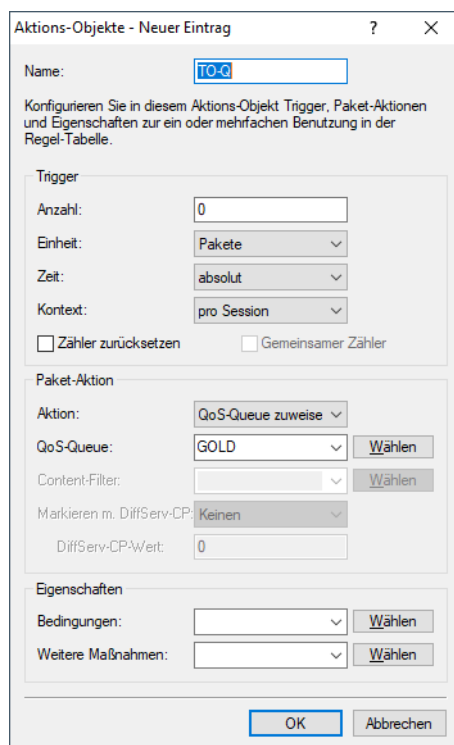 Aktions-Objekte - Neuer Eintrag ?
Name: TO-Q
Konfigurieren Sie in diesem Aktions-Objekt Trigger, Paket-Aktionen
und Eigenschaften zur ein oder mehrfachen Benutzung in der
Regel-Tabelle.
Trigger
Anzahl: 0
Einheit: Pakete
Zeit: absolut
Kontext: pro Session
Zähler zurücksetzen Gemeinsamer Zähler
Paket-Aktion
Aktion: QoS-Queue zuweise
QoS-Queue: GOLD Wählen
Content-Filter: Wählen
Markieren m. DiffServ-CP: Keinen
DiffServ-CP-Wert: 0
Eigenschaften
Bedingungen: Wählen
Weitere Maßnahmen: Wählen
OK Abbrechen